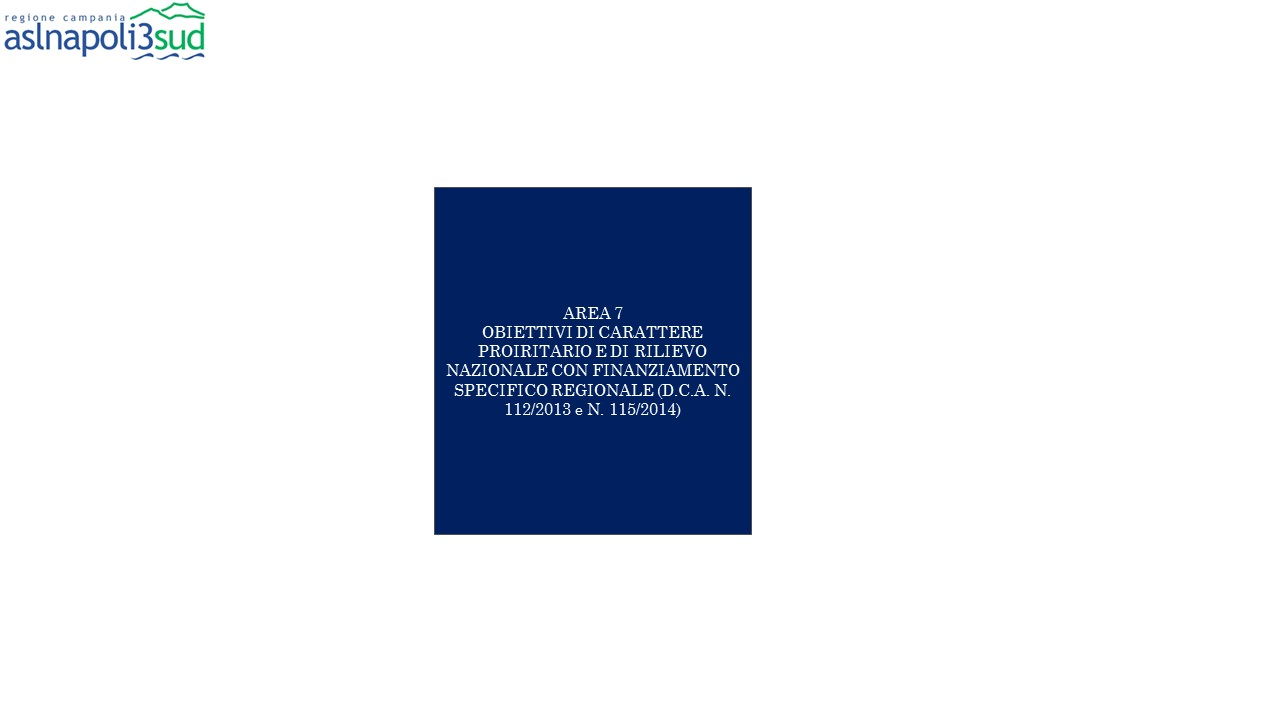 regione campania
aslnapoli3sud
AREA 7
OBIETTIVI DI CARATTERE
PROIRITARIO E DI RILIEVO
NAZIONALE CON FINANZIAMENTO
SPECIFICO REGIONALE (D.C.A. N.
112/2013 e N. 115/2014)